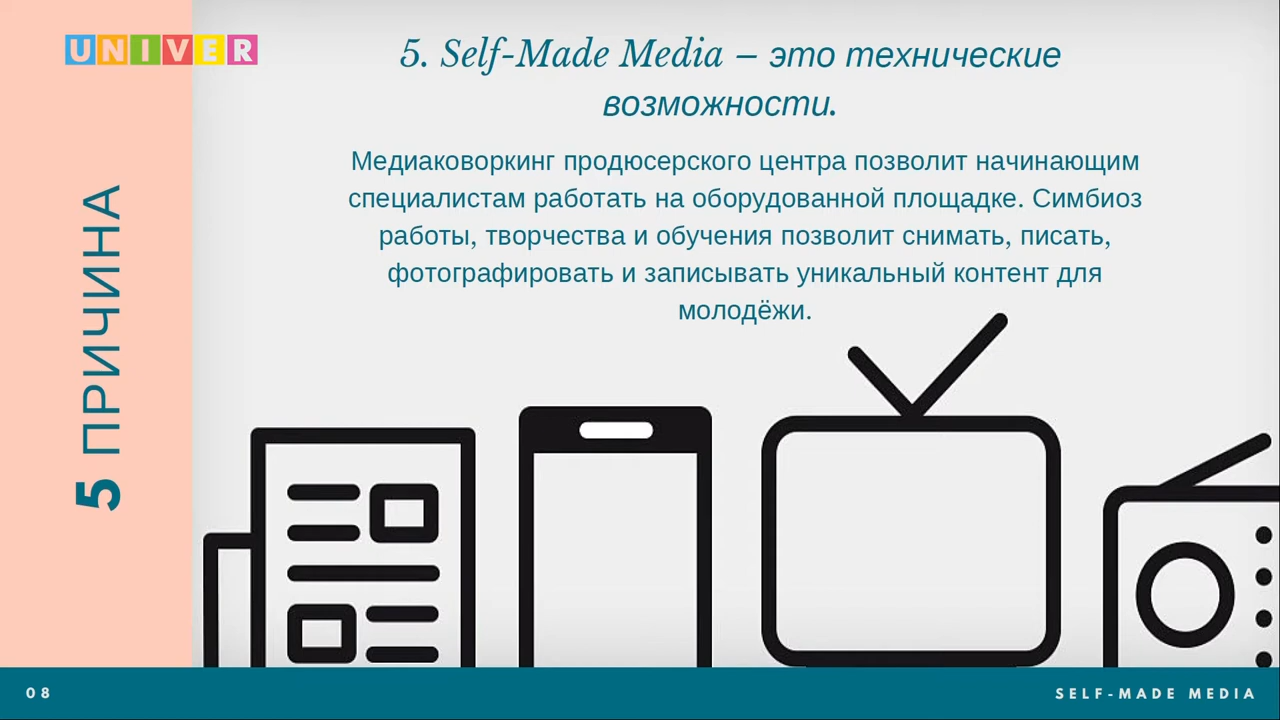 UNIVER
5 ПРИЧИНА
5. Self-Made Media – это технические
возможности.
Медиаковоркинг продюсерского центра позволит начинающим
специалистам работать на оборудованной площадке. Симбиоз
работы, творчества и обучения позволит снимать, писать,
фотографировать и записывать уникальный контент для
молодёжи.
08
SELF-MADE MEDIA